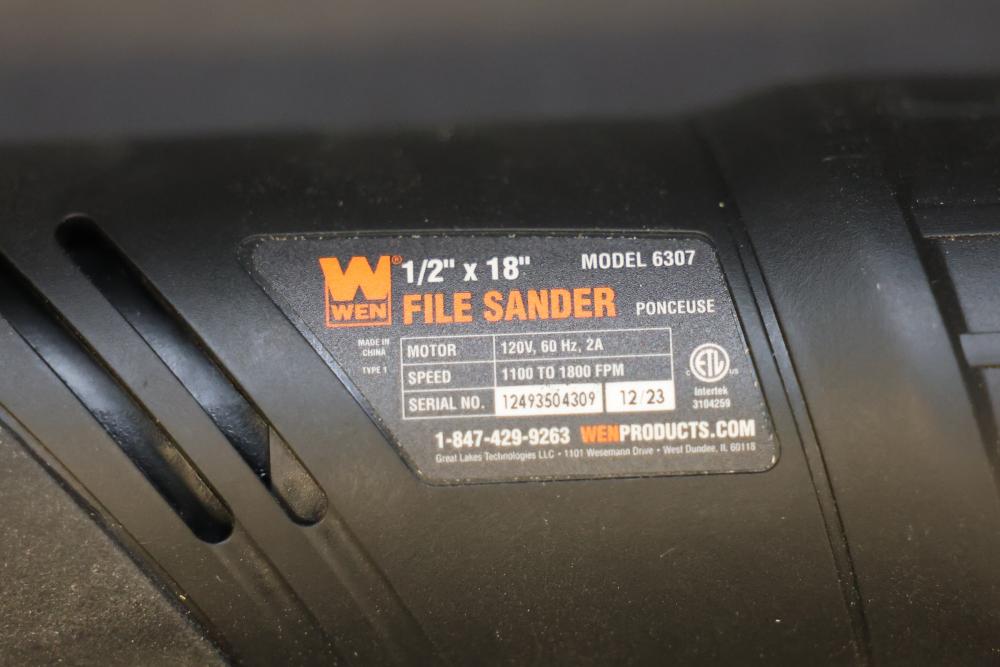 W®
WEN
1/2" x 18"
MODEL 6307
FILE SANDER
PONCEUSE
MADE IN
CHINA
TYPE 1
MOTOR 120V, 60 Hz, 2A
SPEED 1100 TO 1800 FPM
SERIAL NO. 12493504309 12/23
C ETL US
Intertek
3104259
1-847-429-9263 WENPRODUCTS.COM
Great Lakes Technologies LLC • 1101 Wesemann Drive • West Dundee, IL 60118